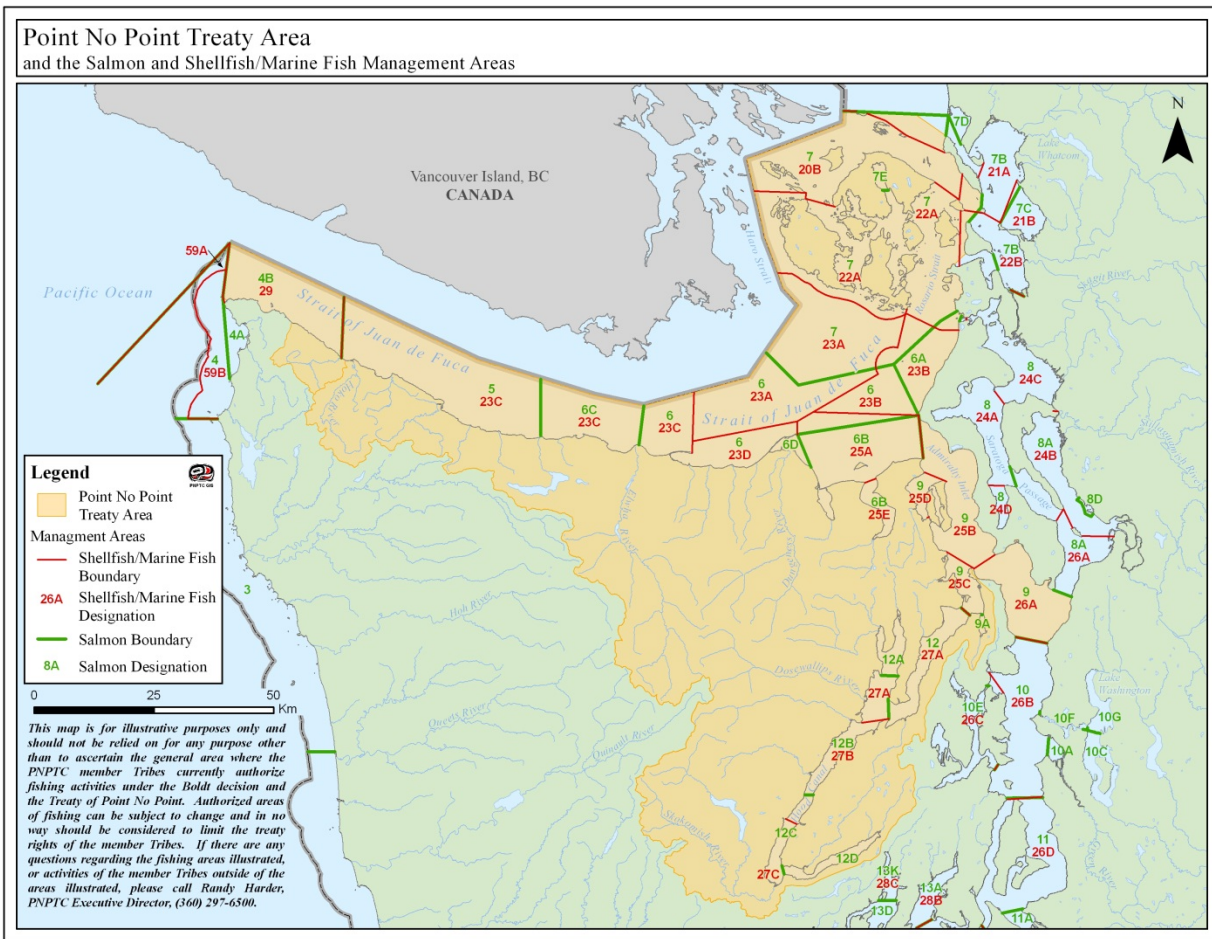 Point No Point Treaty Area
and the Salmon and Shellfish/Marine Fish Management Areas
N
7D
Lake
Whatcom
7B
21A
7
20B
7E
7
22A
7C
21B
Vancouver Island, BC
CANADA
Haro Strait
7B
22B
59A
4B
29
7
22A
Rosario Strait
Skagit River
Pacific Ocean
Strait of Juan de Fuca
4A
4
59B
7
23A
6A
23B
5
23C
6C
23C
6
23C
6
23A
Strait of Juan de Fuca
6
23B
8
24C
8
24A
6
23D
6D
6B
25A
8A
24B
Saratoga
Passage
Admiralty Inlet
9
25D
8
24D
8D
6B
25E
9
25B
8A
26A
Elwha River
9
25C
9
26A
9A
Hoh River
3
12
27A
12A
27A
Lake
Washington
10
26B
10E
26C
10F
10G
10A
10C
Queets River
Quinault River
12B
27B
Hood Canal
12C
Skokomish River
12D
27C
11
26D
13K
28C
13A
28B
13D
11A
Legend
PNPTC GIS
Point No Point
Treaty Area
Managment Areas
Shellfish/Marine Fish
Boundary
26A
Shellfish/Marine Fish
Designation
Salmon Boundary
8A
Salmon Designation
0 25 50
Km
This map is for illustrative purposes only and
should not be relied on for any purpose other
than to ascertain the general area where the
PNPTC member Tribes currently authorize
fishing activities under the Boldt decision and
the Treaty of Point No Point. Authorized areas
of fishing can be subject to change and in no
way should be considered to limit the treaty
rights of the member Tribes. If there are any
questions regarding the fishing areas illustrated,
or activities of the member Tribes outside of the
areas illustrated, please call Randy Harder,
PNPTC Executive Director, (360) 297-6500.